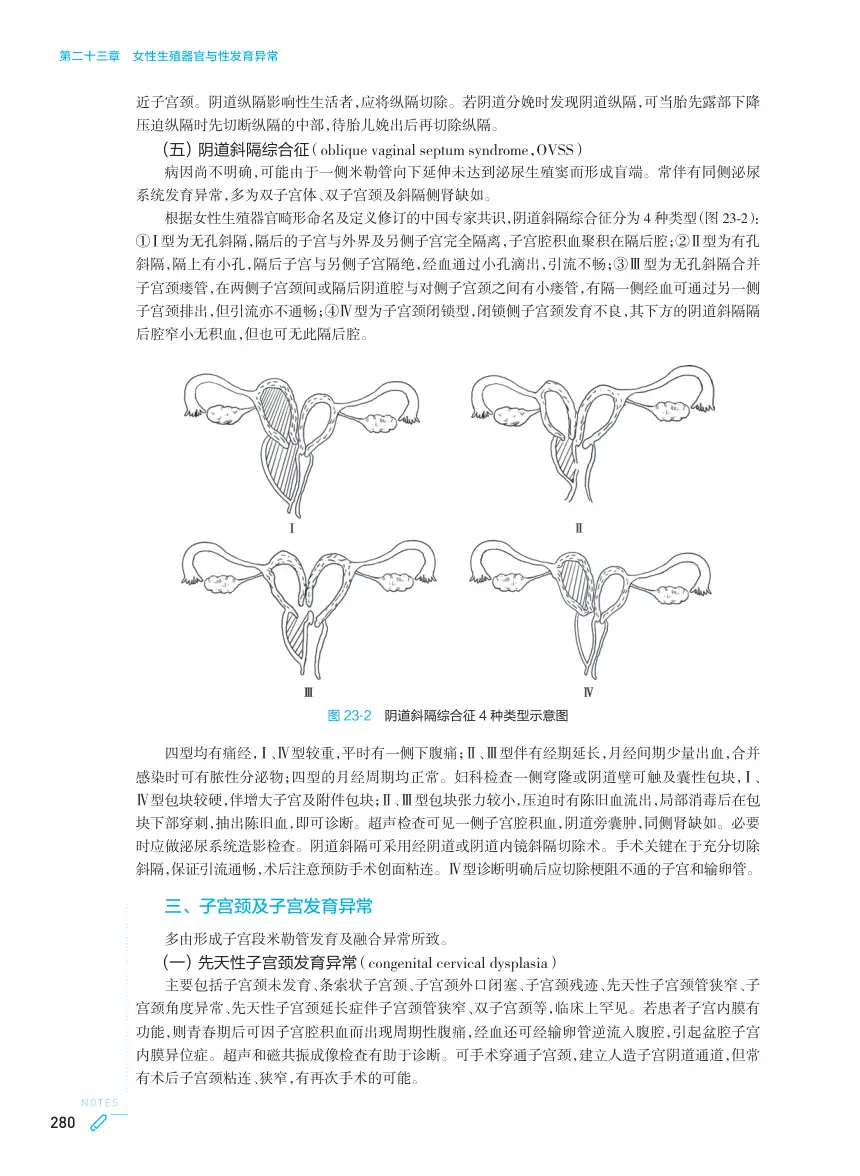 第二十三章 女性生殖器官与性发育异常
近子宫颈。阴道纵隔影响性生活者，应将纵隔切除。若阴道分娩时发现阴道纵隔，可当胎先露部下降
压迫纵隔时先切断纵隔的中部，待胎儿娩出后再切除纵隔。
（五）阴道斜隔综合征（oblique vaginal septum syndrome，OVSS）
病因尚不明确，可能由于一侧米勒管向下延伸未达到泌尿生殖窦而形成盲端。常伴有同侧泌尿
系统发育异常，多为双子宫体、双子宫颈及斜隔侧肾缺如。
根据女性生殖器官畸形命名及定义修订的中国专家共识，阴道斜隔综合征分为 4 种类型（图 23-2）：
①Ⅰ型为无孔斜隔，隔后的子宫与外界及另侧子宫完全隔离，子宫腔积血聚积在隔后腔；②Ⅱ型为有孔
斜隔，隔上有小孔，隔后子宫与另侧子宫隔绝，经血通过小孔滴出，引流不畅；③Ⅲ型为无孔斜隔合并
子宫颈瘘管，在两侧子宫颈间或隔后阴道腔与对侧子宫颈之间有小瘘管，有隔一侧经血可通过另一侧
子宫颈排出，但引流亦不通畅；④Ⅳ型为子宫颈闭锁型，闭锁侧子宫颈发育不良，其下方的阴道斜隔隔
后腔窄小无积血，但也可无此隔后腔。
Ⅰ
Ⅱ
Ⅲ
Ⅳ
图 23-2 阴道斜隔综合征 4 种类型示意图
四型均有痛经，Ⅰ、Ⅳ型较重，平时有一侧下腹痛；Ⅱ、Ⅲ型伴有经期延长，月经间期少量出血，合并
感染时可有脓性分泌物；四型的月经周期均正常。妇科检查一侧穹隆或阴道壁可触及囊性包块，Ⅰ、
Ⅳ型包块较硬，伴增大子宫及附件包块；Ⅱ、Ⅲ型包块张力较小，压迫时有陈旧血流出，局部消毒后在包
块下部穿刺，抽出陈旧血，即可诊断。超声检查可见一侧子宫腔积血，阴道旁囊肿，同侧肾缺如。必要
时应做泌尿系统造影检查。阴道斜隔可采用经阴道或阴道内镜斜隔切除术。手术关键在于充分切除
斜隔，保证引流通畅，术后注意预防手术创面粘连。Ⅳ型诊断明确后应切除梗阻不通的子宫和输卵管。
三、子宫颈及子宫发育异常
多由形成子宫段米勒管发育及融合异常所致。
（一）先天性子宫颈发育异常（congenital cervical dysplasia）
主要包括子宫颈未发育、条索状子宫颈、子宫颈外口闭塞、子宫颈残迹、先天性子宫颈管狭窄、子
宫颈角度异常、先天性子宫颈延长症伴子宫颈管狭窄、双子宫颈等，临床上罕见。若患者子宫内膜有
功能，则青春期后可因子宫腔积血而出现周期性腹痛，经血还可经输卵管逆流入腹腔，引起盆腔子宫
内膜异位症。超声和磁共振成像检查有助于诊断。可手术穿通子宫颈，建立人造子宫阴道通道，但常
有术后子宫颈粘连、狭窄，有再次手术的可能。
NOTES
280